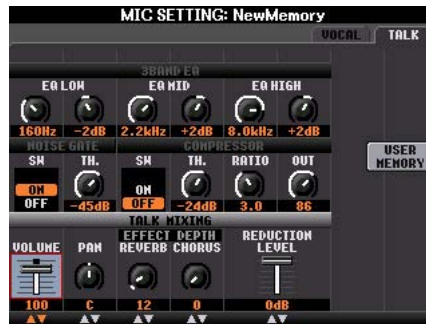 MIC SETTING: NewMemory
VOCAL TALK
3BAND EQ
EQ LOW EQ MID EQ HIGH
160Hz -2dB 2.2kHz +2dB 8.0kHz +2dB
NOISE GATE COMPRESSOR
SW TH. SW TH. RATIO OUT
ON OFF -45dB ON OFF -24dB 3.0 86
USER MEMORY
TALK MIXING
VOLUME PAN EFFECT DEPTH REVERB CHORUS REDUCTION LEVEL
100 C 12 0 0dB